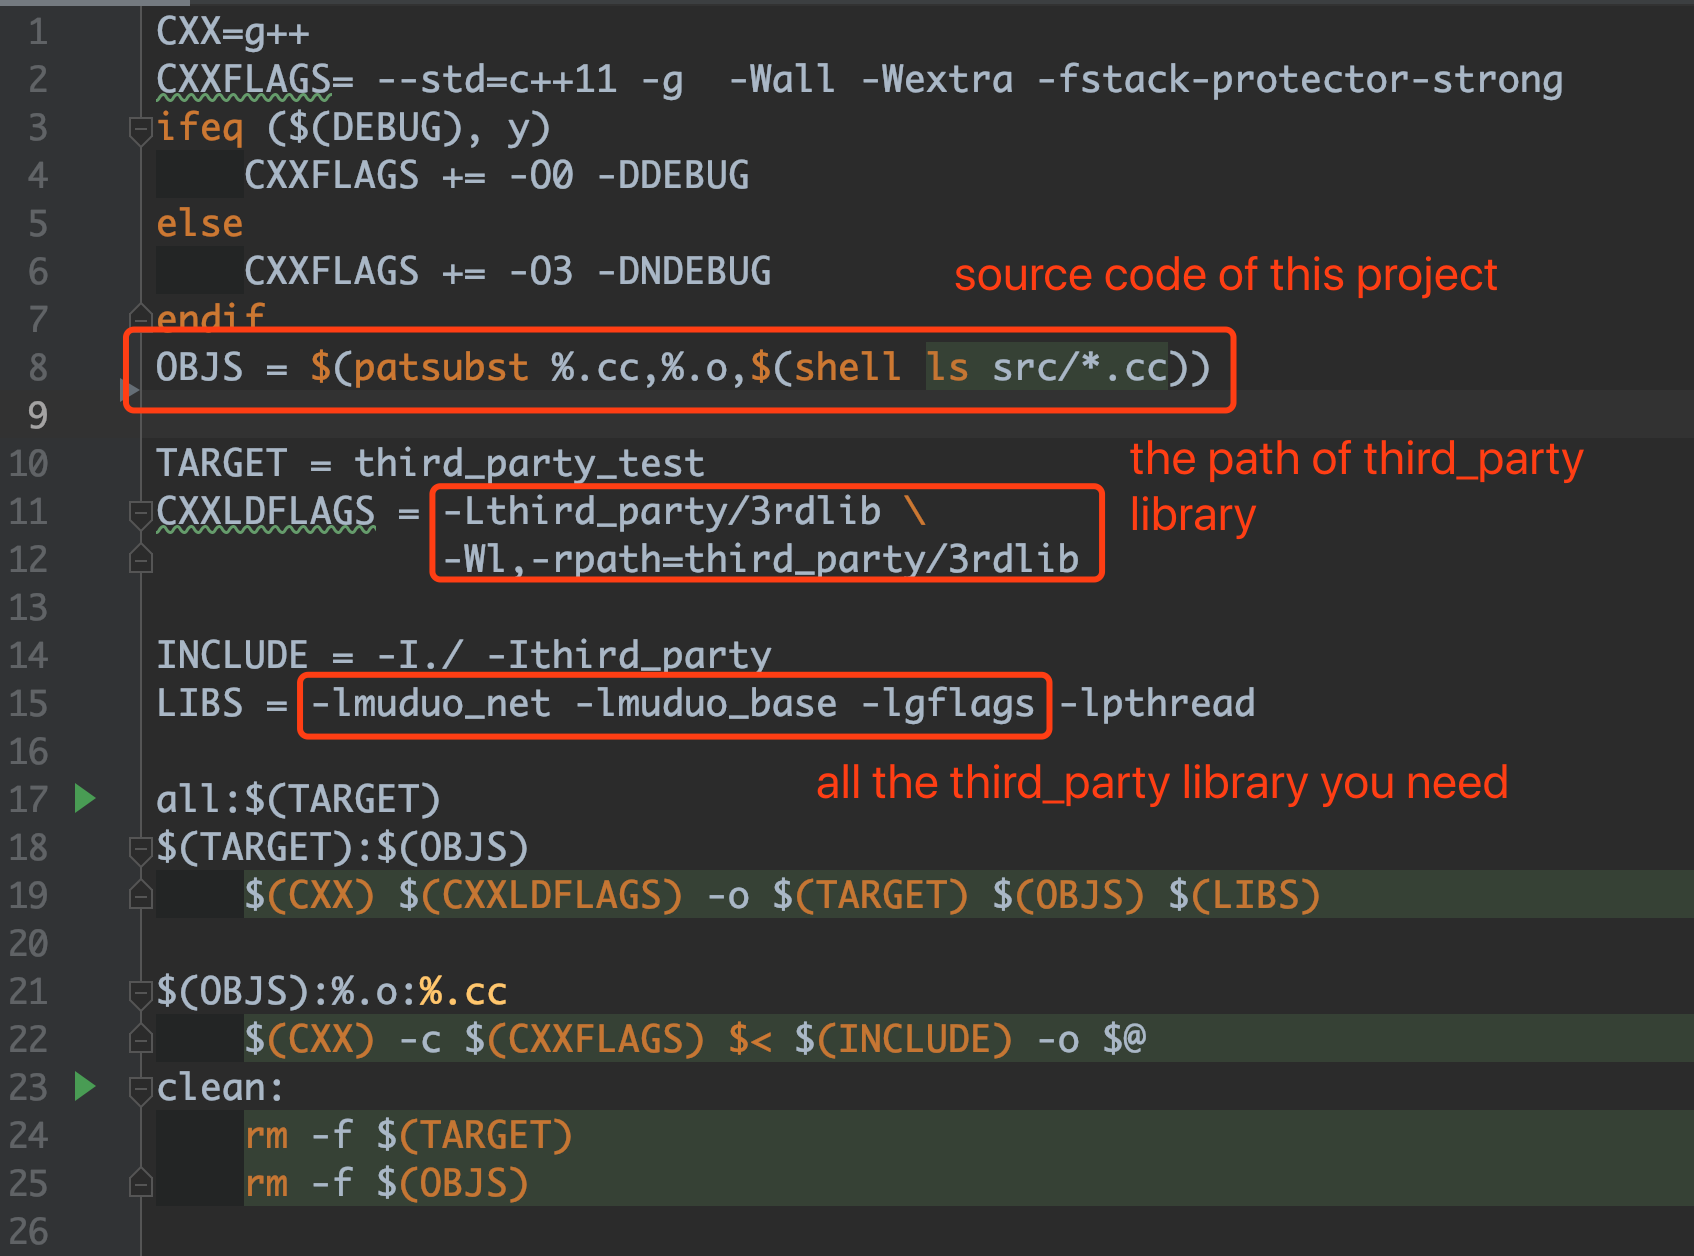 1 CXX=g++
2 CXXFLAGS= --std=c++11 -g  -Wall -Wextra -fstack-protector-strong
3 ifeq ($(DEBUG), y)
4     CXXFLAGS += -O0 -DDEBUG
5 else
6     CXXFLAGS += -O3 -DNDEBUG
source code of this project
7 endif
8 OBJS = $(patsubst %.cc,%.o,$(shell ls src/*.cc))
9
10 TARGET = third_party_test
the path of third_party
library
11 CXXLDFLAGS = -Lthird_party/3rdlib \
12              -Wl,-rpath=third_party/3rdlib
13
14 INCLUDE = -I./ -Ithird_party
15 LIBS = -lmuduo_net -lmuduo_base -lgflags -lpthread
16
all the third_party library you need
17 all:$(TARGET)
18 $(TARGET):$(OBJS)
19     $(CXX) $(CXXLDFLAGS) -o $(TARGET) $(OBJS) $(LIBS)
20
21 $(OBJS):%.o:%.cc
22     $(CXX) -c $(CXXFLAGS) $< $(INCLUDE) -o $@
23 clean:
24     rm -f $(TARGET)
25     rm -f $(OBJS)
26